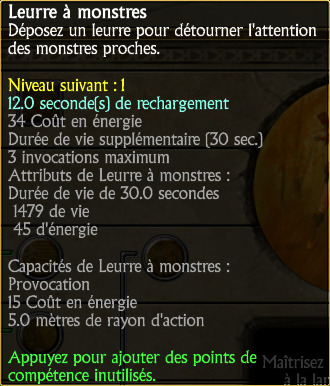 Leurre à monstres
Déposez un leurre pour détourner l'attention
des monstres proches.
Niveau suivant : 1
12.0 seconde(s) de rechargement
34 Coût en énergie
Durée de vie supplémentaire (30 sec.)
3 invocations maximum
Attributs de Leurre à monstres :
Durée de vie de 30.0 secondes
1479 de vie
45 d'énergie
Capacités de Leurre à monstres :
Provocation
15 Coût en énergie
5.0 mètres de rayon d'action
Maîtrisez
Appuyez pour ajouter des points de
compétence inutilisés.
à la